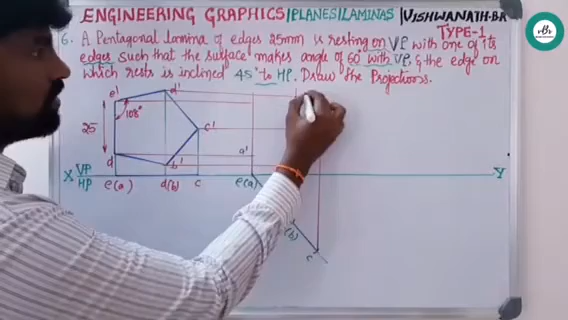 ENGINEERING GRAPHICS|PLANES|LAMINAS|VISHWANATH·BR
TYPE-1
6. A Pentagonal lamina of edges 25mm is resting on VP with one of its
edges Such that the Surface makes angle of 60° with VP, & the edge on
which rests is inclined 45° to HP. Draw the Projections.
e' d'
108°
25 c'
d b' a'
X VP Y
HP e(a) d(b) c e(a)
(b)
c